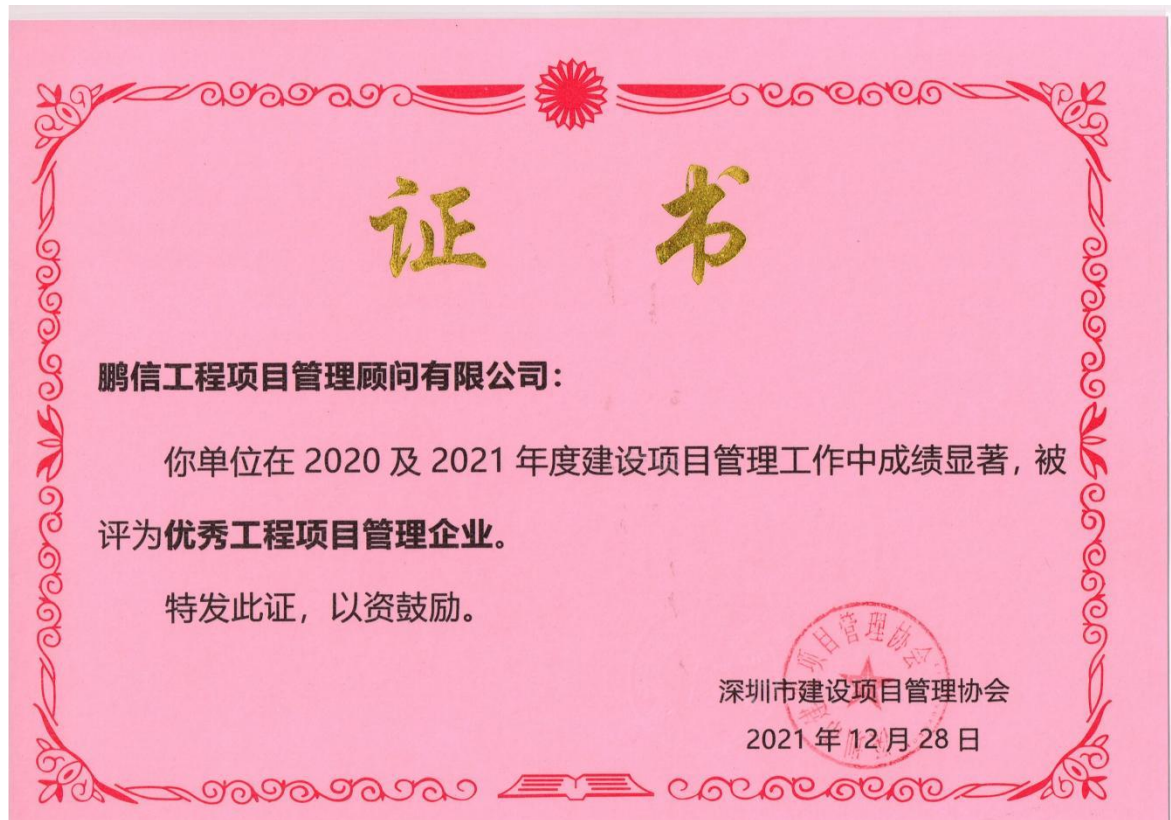 证 书
鹏信工程项目管理顾问有限公司：
你单位在 2020 及 2021 年度建设项目管理工作中成绩显著，被
评为优秀工程项目管理企业。
特发此证，以资鼓励。
深圳市建设项目管理协会
2021 年 12 月 28 日